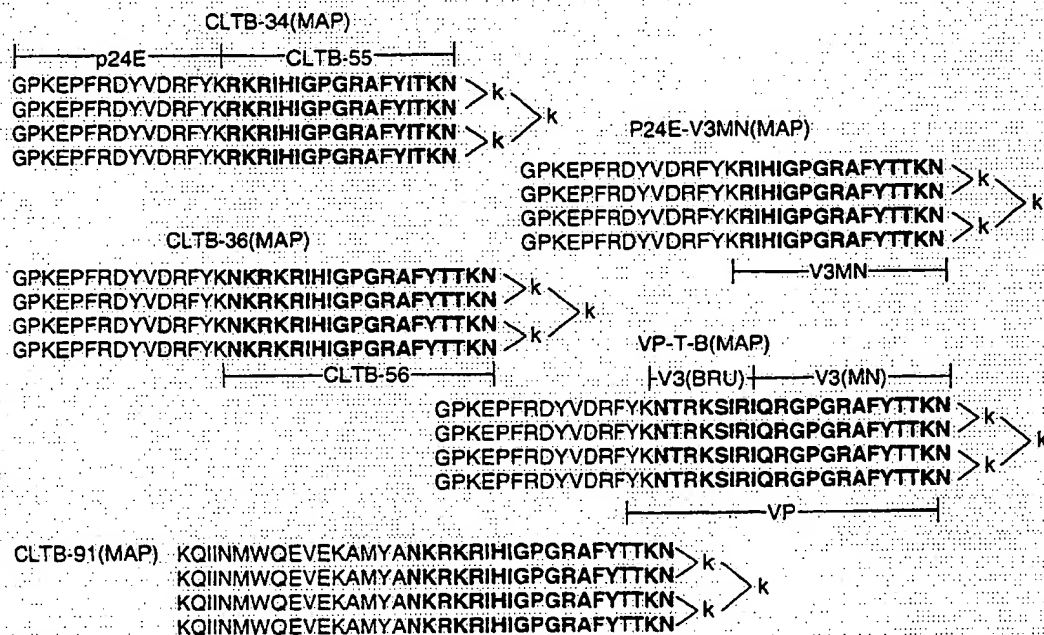 CLTB-34(MAP)
p24E CLTB-55
GPKEPFRDYVDRFYKRKRIHIGPGRAFYITKN
GPKEPFRDYVDRFYKRKRIHIGPGRAFYITKN
GPKEPFRDYVDRFYKRKRIHIGPGRAFYITKN
GPKEPFRDYVDRFYKRKRIHIGPGRAFYITKN
k
k
k
P24E-V3MN(MAP)
GPKEPFRDYVDRFYKRIHIGPGRAFYTTKN
GPKEPFRDYVDRFYKRIHIGPGRAFYTTKN
GPKEPFRDYVDRFYKRIHIGPGRAFYTTKN
GPKEPFRDYVDRFYKRIHIGPGRAFYTTKN
k
k
k
V3MN
CLTB-36(MAP)
GPKEPFRDYVDRFYKNKRKRIHIGPGRAFYTTKN
GPKEPFRDYVDRFYKNKRKRIHIGPGRAFYTTKN
GPKEPFRDYVDRFYKNKRKRIHIGPGRAFYTTKN
GPKEPFRDYVDRFYKNKRKRIHIGPGRAFYTTKN
k
k
k
CLTB-56
VP-T-B(MAP)
V3(BRU) V3(MN)
GPKEPFRDYVDRFYKNTRKSIRIQRGPGRAFYTTKN
GPKEPFRDYVDRFYKNTRKSIRIQRGPGRAFYTTKN
GPKEPFRDYVDRFYKNTRKSIRIQRGPGRAFYTTKN
GPKEPFRDYVDRFYKNTRKSIRIQRGPGRAFYTTKN
k
k
k
VP
CLTB-91(MAP) KQIINMWQEVEKAMYANKRKRIHIGPGRAFYTTKN
KQIINMWQEVEKAMYANKRKRIHIGPGRAFYTTKN
KQIINMWQEVEKAMYANKRKRIHIGPGRAFYTTKN
KQIINMWQEVEKAMYANKRKRIHIGPGRAFYTTKN
k
k
k